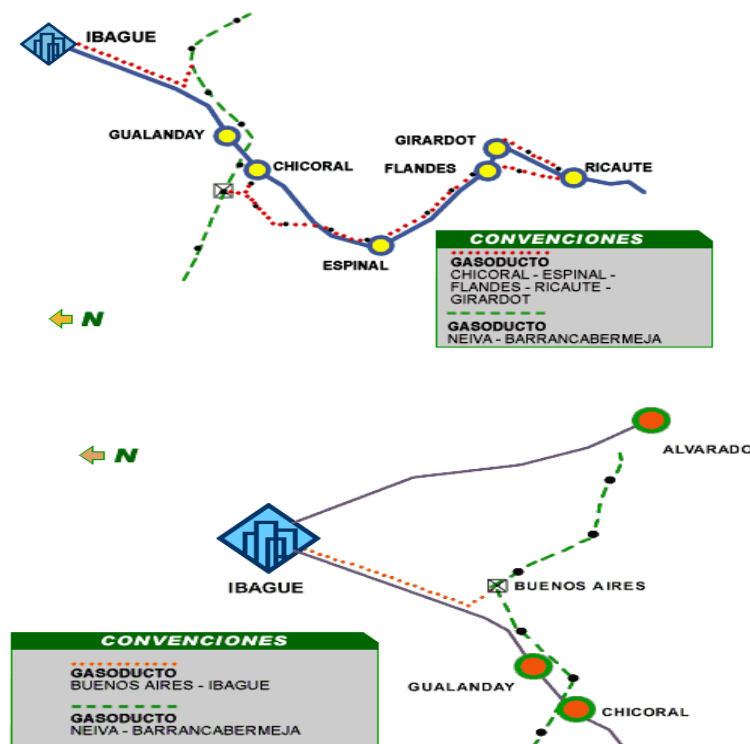 IBAGUE
GUALANDAY
CHICORAL
GIRARDOT
FLANDES
RICAUTE
ESPINAL
CONVENCIONES
GASODUCTO
CHICORAL - ESPINAL -
FLANDES - RICAUTE -
GIRARDOT
GASODUCTO
NEIVA - BARRANCABERMEJA
N
N
ALVARADO
IBAGUE
BUENOS AIRES
GUALANDAY
CHICORAL
CONVENCIONES
GASODUCTO
BUENOS AIRES - IBAGUE
GASODUCTO
NEIVA - BARRANCABERMEJA